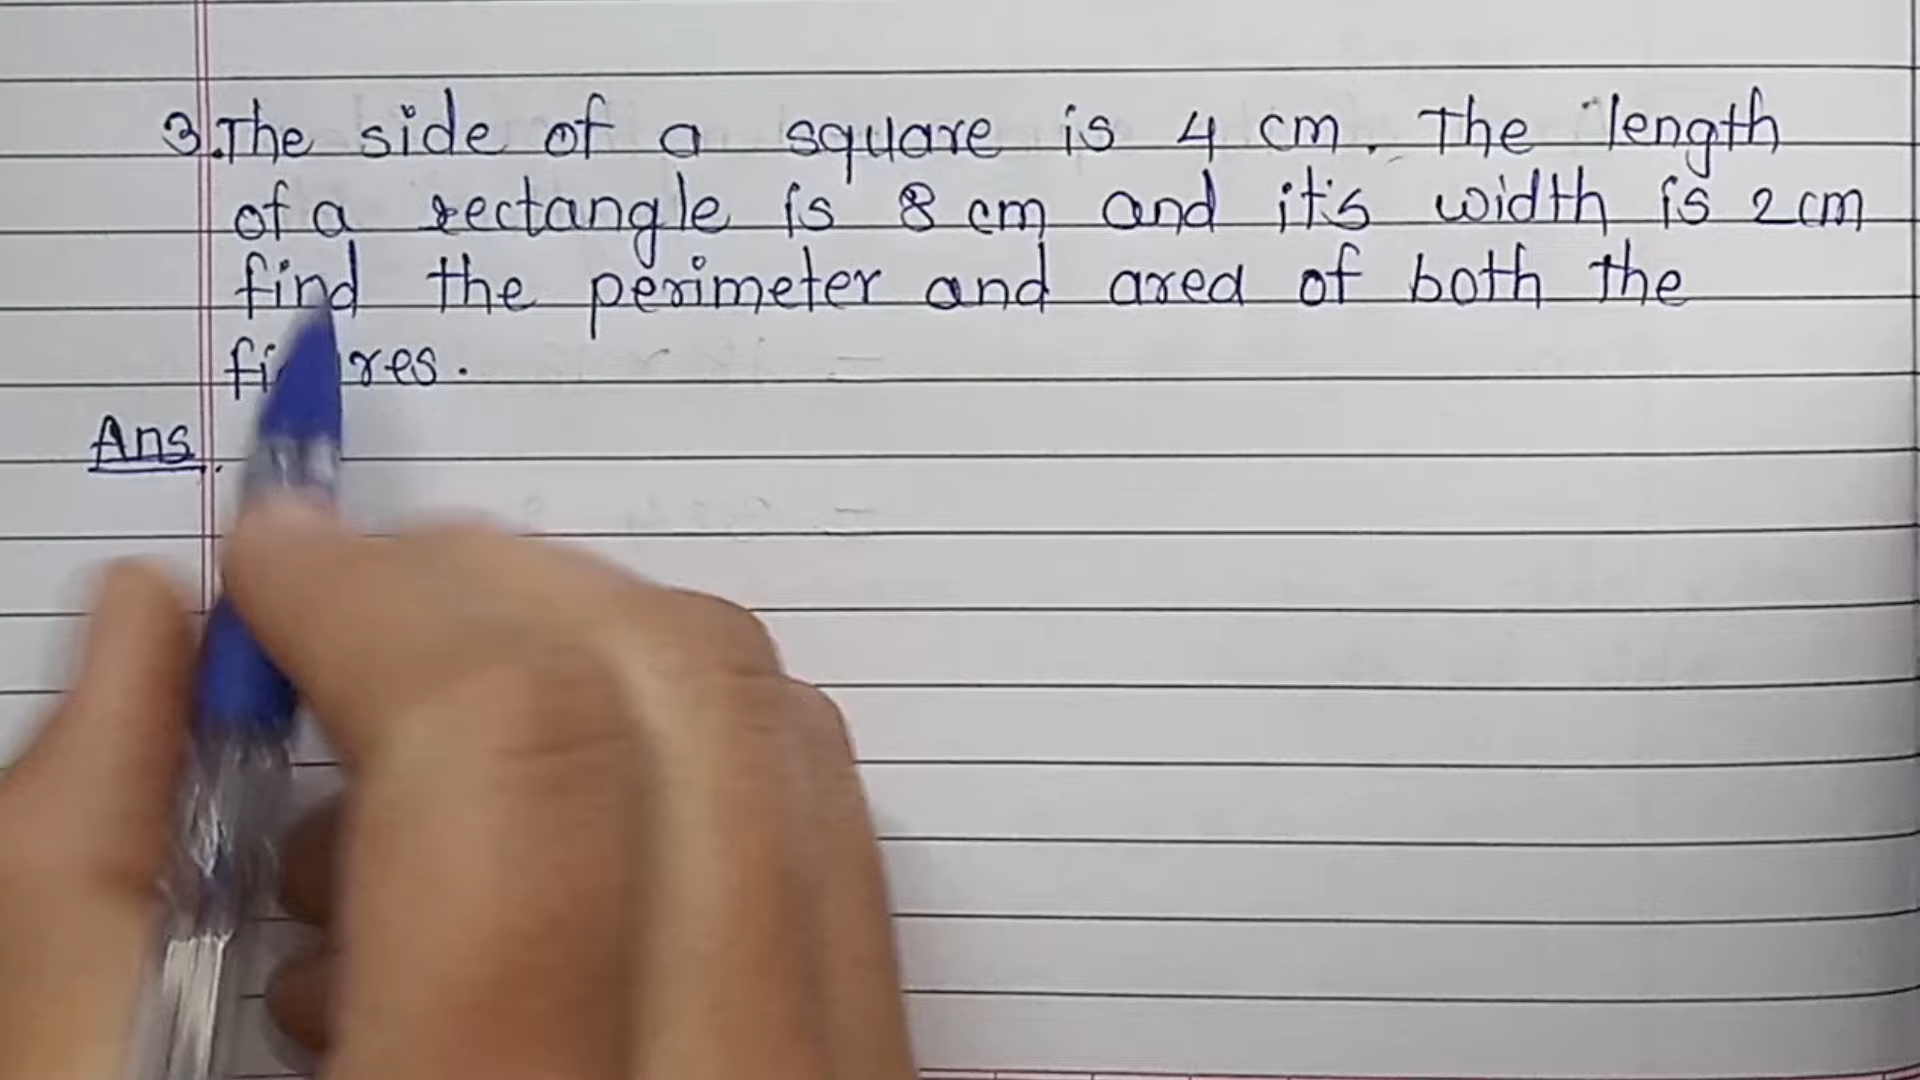 3. The side of a square is 4 cm. The length
of a rectangle is 8 cm and it's width is 2 cm
find the perimeter and area of both the
Ans.